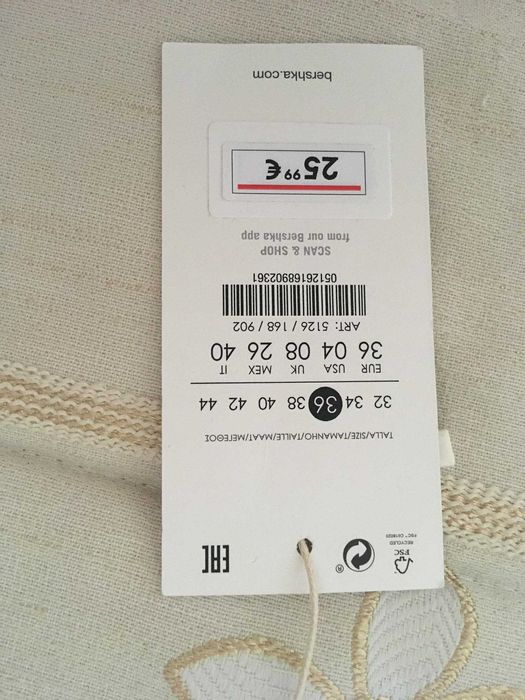 EAC
RECYCLED
FSC
TALLA/SIZE/TAMANHO/TAILLE/MAAT/ΜΕΓΕΘΟΣ
32 34 36 38 40 42 44
EUR USA UK MEX IT
36 04 08 26 40
ART: 5126 / 168 / 902
05126168902361
SCAN & SHOP
from our Bershka app
25 99 €
bershka.com